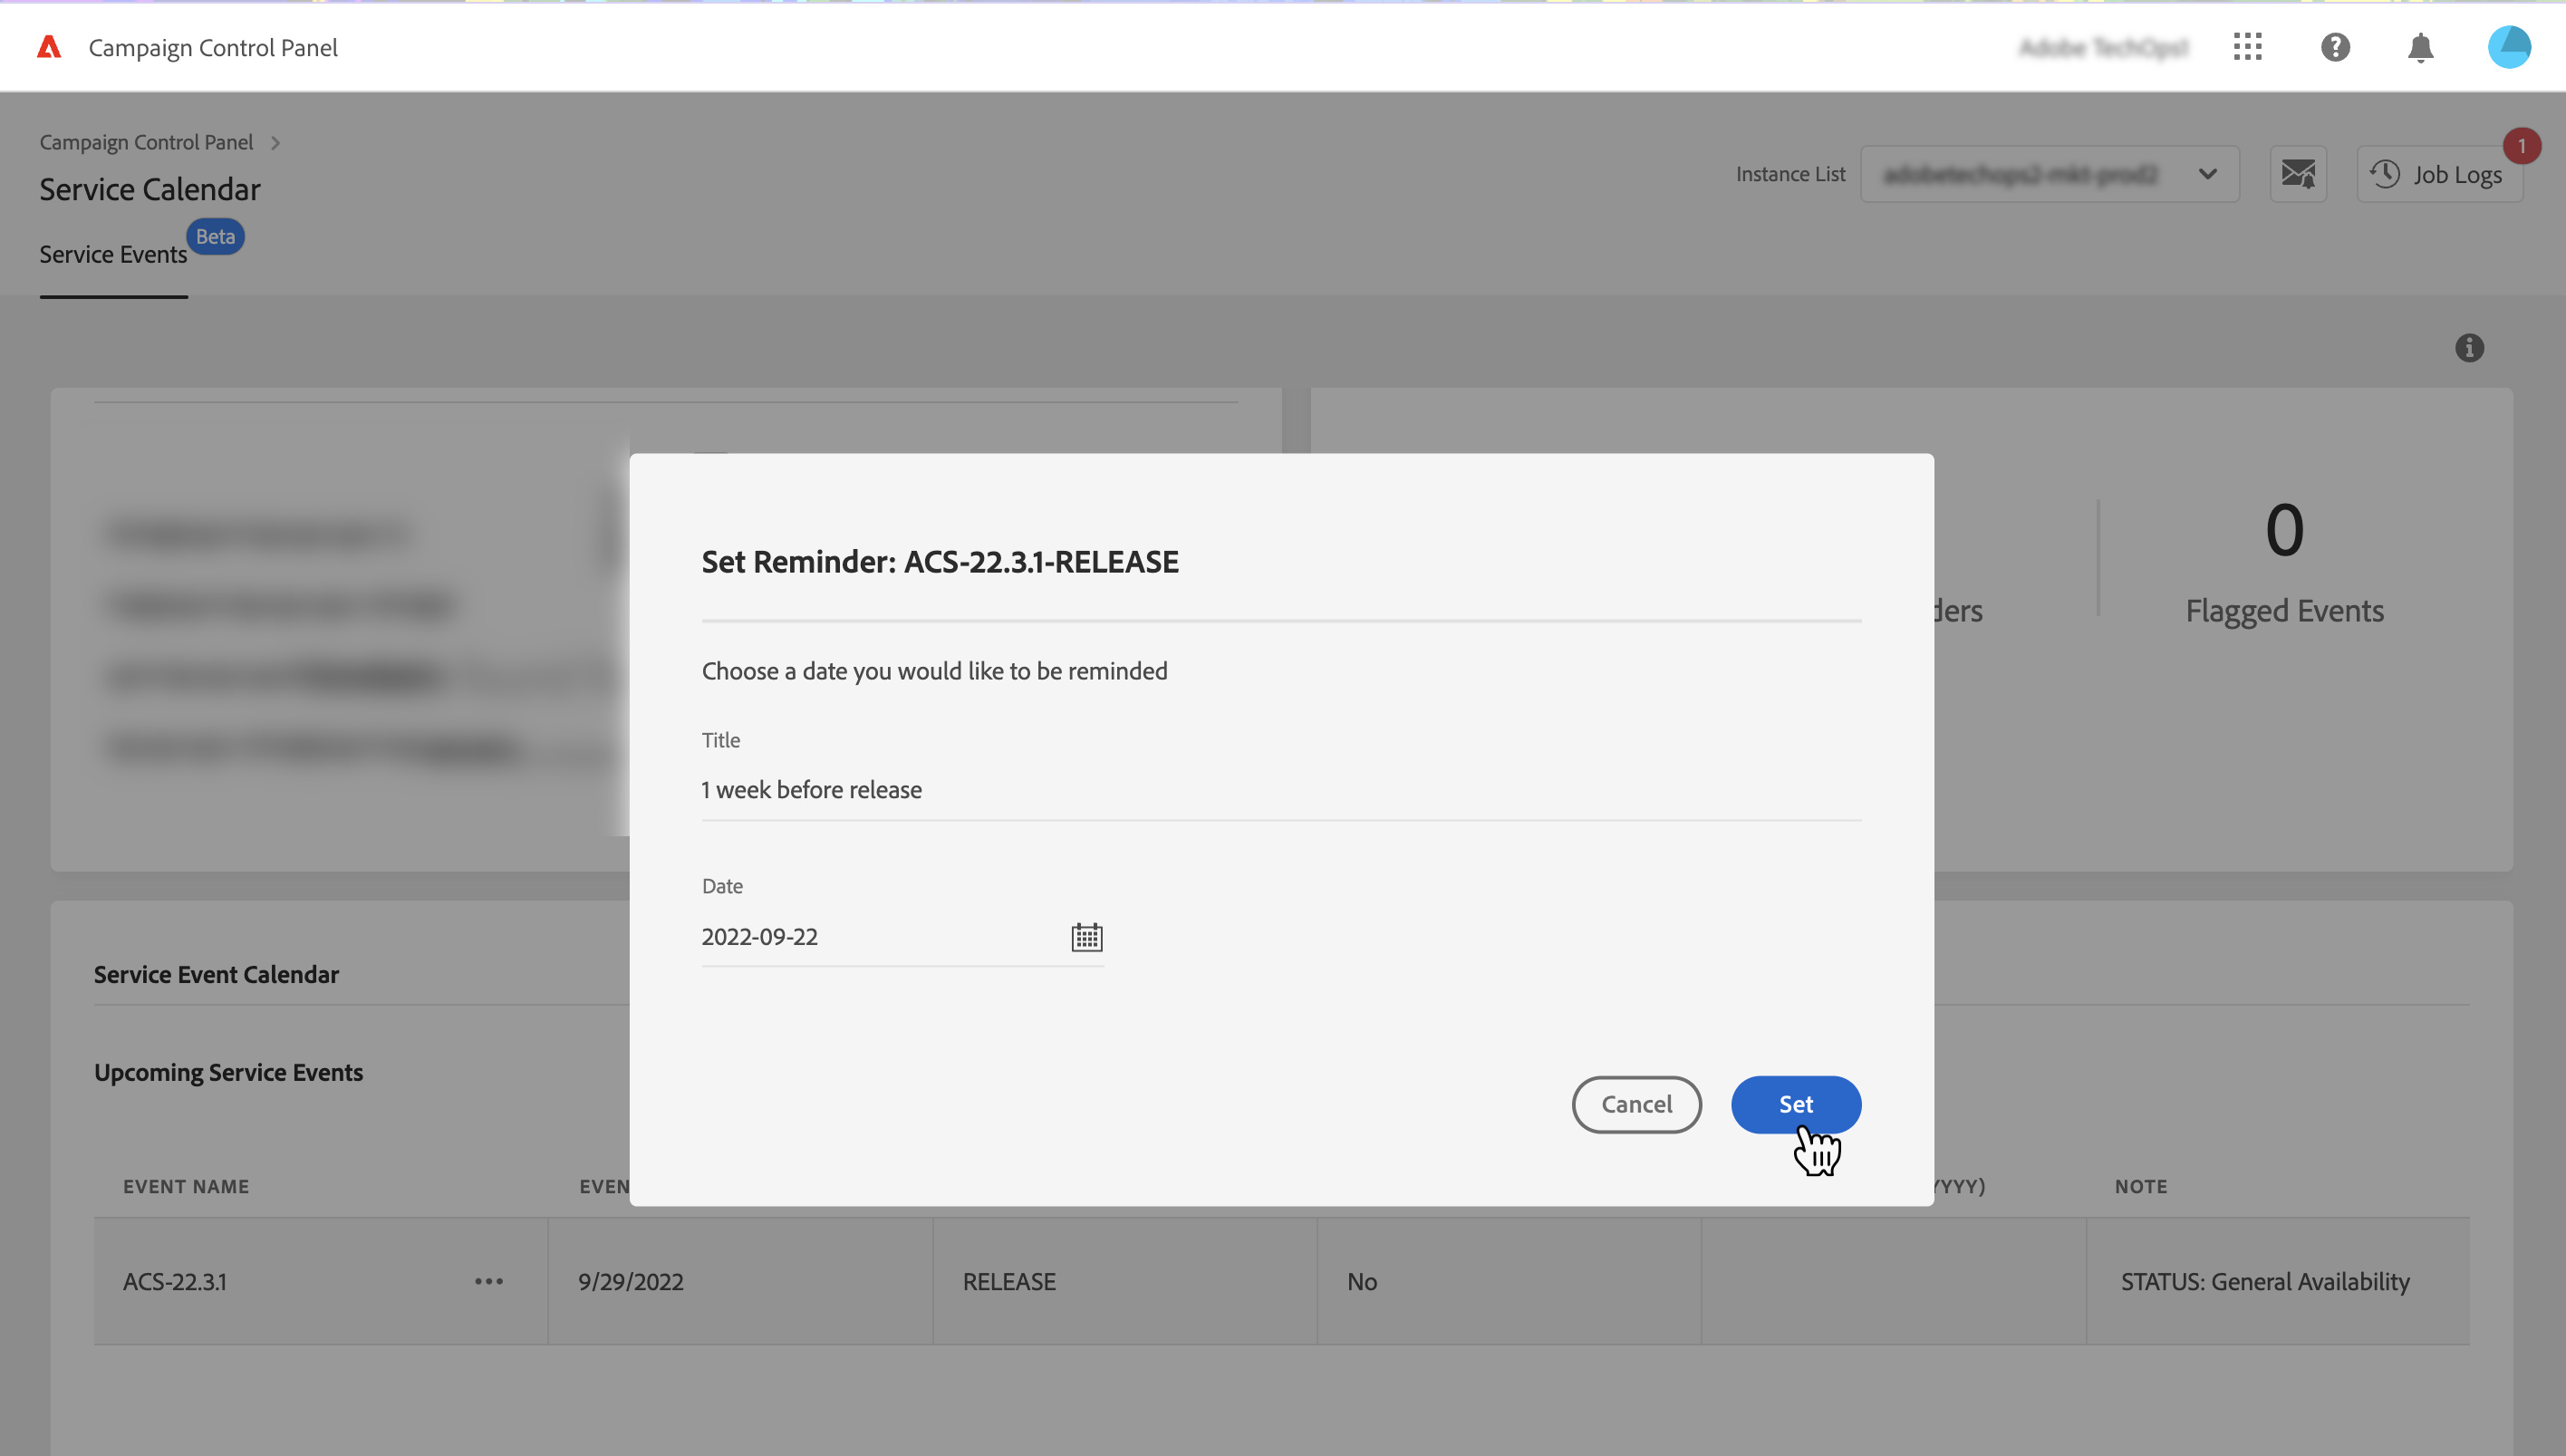 Campaign Control Panel
Campaign Control Panel
Service Calendar
Service Events
Beta
Instance List
Job Logs
1
0
ders
Flagged Events
Set Reminder: ACS-22.3.1-RELEASE
Choose a date you would like to be reminded
Title
1 week before release
Date
2022-09-22
Cancel
Set
Service Event Calendar
Upcoming Service Events
EVENT NAME
EVEN
YYYY)
NOTE
ACS-22.3.1
9/29/2022
RELEASE
No
STATUS: General Availability